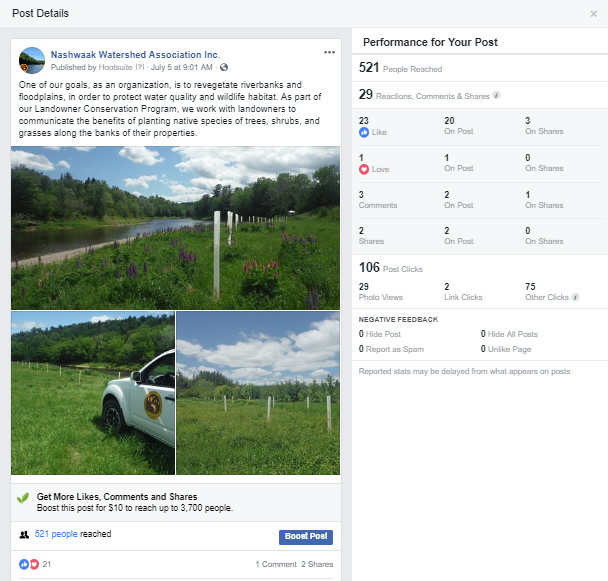 Post Details
×
Nashwaak Watershed Association Inc.
Published by Hootsuite [?] · July 5 at 9:01 AM ·
One of our goals, as an organization, is to revegetate riverbanks and
floodplains, in order to protect water quality and wildlife habitat. As part of
our Landowner Conservation Program, we work with landowners to
communicate the benefits of planting native species of trees, shrubs, and
grasses along the banks of their properties.
Get More Likes, Comments and Shares
Boost this post for $10 to reach up to 3,700 people.
521 people reached
Boost Post
21
1 Comment 2 Shares
Performance for Your Post
521 People Reached
29 Reactions, Comments & Shares
23 20 3
Like On Post On Shares
1 1 0
Love On Post On Shares
3 2 1
Comments On Post On Shares
2 2 0
Shares On Post On Shares
106 Post Clicks
29 2 75
Photo Views Link Clicks Other Clicks
NEGATIVE FEEDBACK
0 Hide Post 0 Hide All Posts
0 Report as Spam 0 Unlike Page
Reported stats may be delayed from what appears on posts